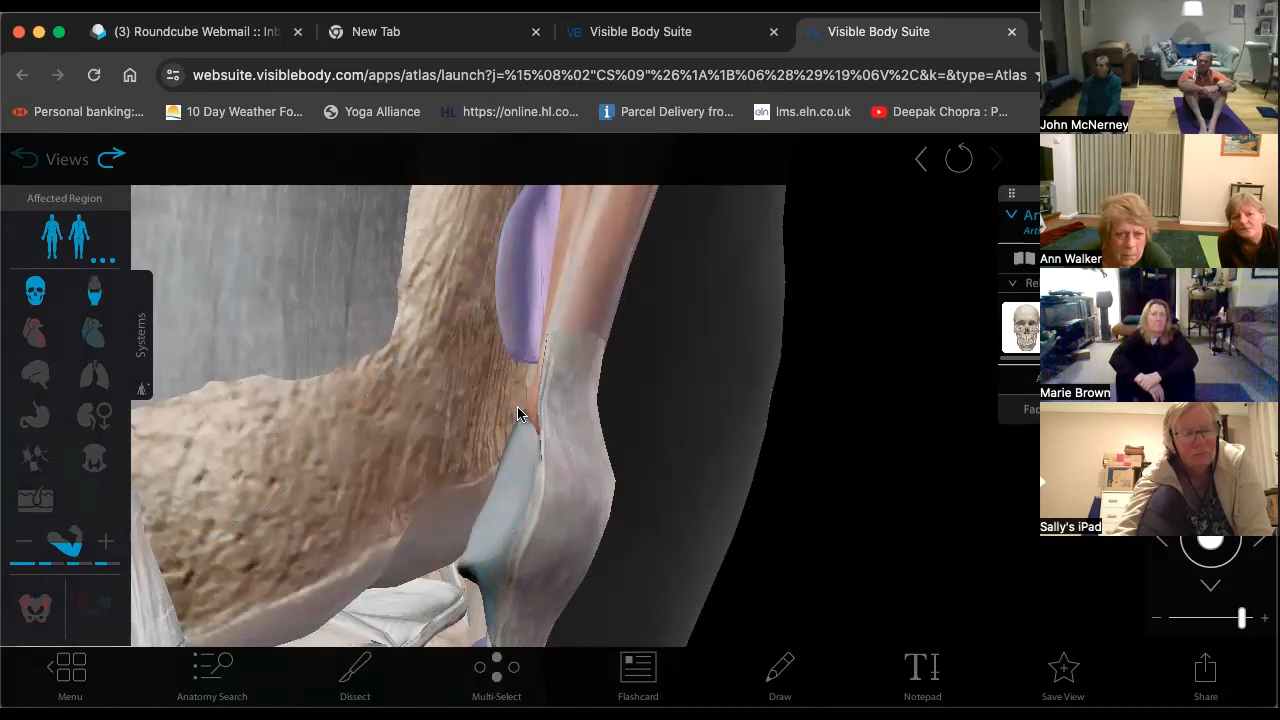 (3) Roundcube Webmail :: Inb
New Tab
Visible Body Suite
Visible Body Suite
websuite.visiblebody.com/apps/atlas/launch?j=%15%08%02"CS%09"%26%1A%1B%06%28%29%19%06V%2C&k=&type=Atlas
Personal banking:...
10 Day Weather Fo...
Yoga Alliance
HL
https://online.hl.co...
Parcel Delivery fro...
eln
lms.eln.co.uk
Deepak Chopra : P...
Views
Affected Region
Systems
Menu
Anatomy Search
Dissect
Multi-Select
Flashcard
Draw
Notepad
Save View
Share
John McNerney
Ann Walker
Marie Brown
Sally's iPad